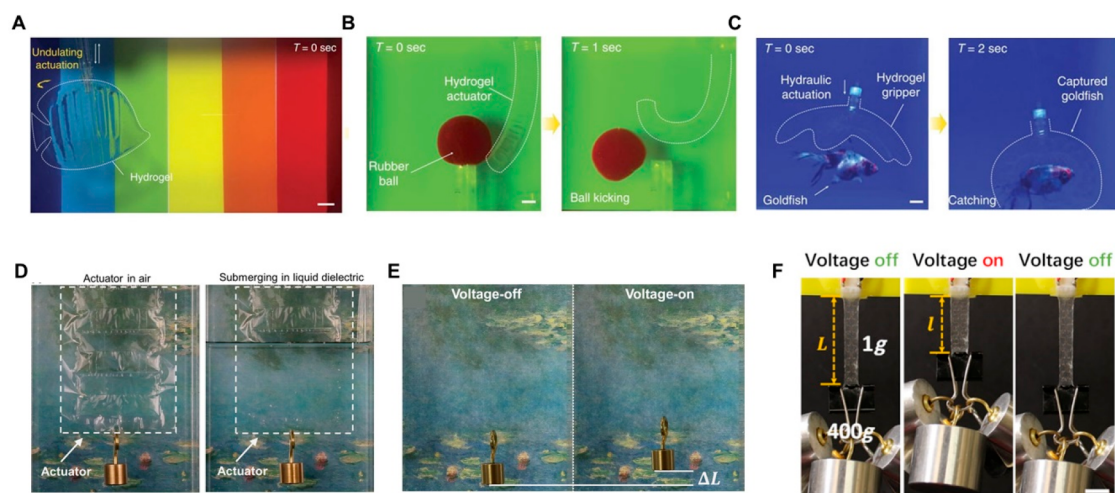 A
Undulating
actuation
T = 0 sec
Hydrogel
B
T = 0 sec
Hydrogel
actuator
Rubber
ball
T = 1 sec
Ball kicking
C
T = 0 sec
Hydraulic
actuation
Hydrogel
gripper
Goldfish
T = 2 sec
Captured
goldfish
Catching
D
Actuator in air
Actuator
Submerging in liquid dielectric
Actuator
E
Voltage-off
Voltage-on
ΔL
F
Voltage off
L
1g
400g
Voltage on
l
Voltage off